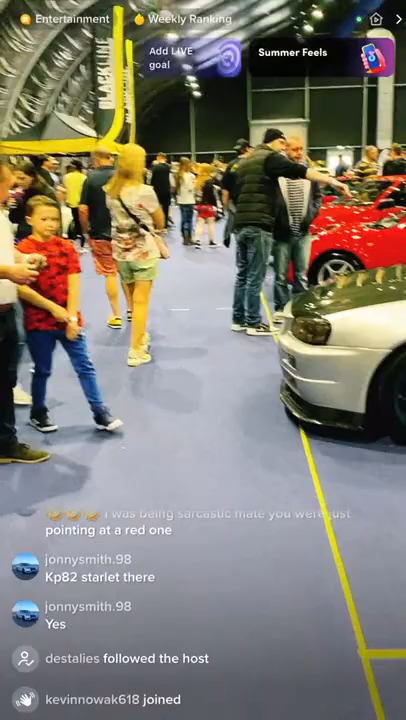 Entertainment
Weekly Ranking
Add LIVE
goal
Summer Feels
BLACKLINE
I was being sarcastic mate you were just
pointing at a red one
jonnysmith.98
Kp82 starlet there
jonnysmith.98
Yes
destalies followed the host
kevinnowak618 joined